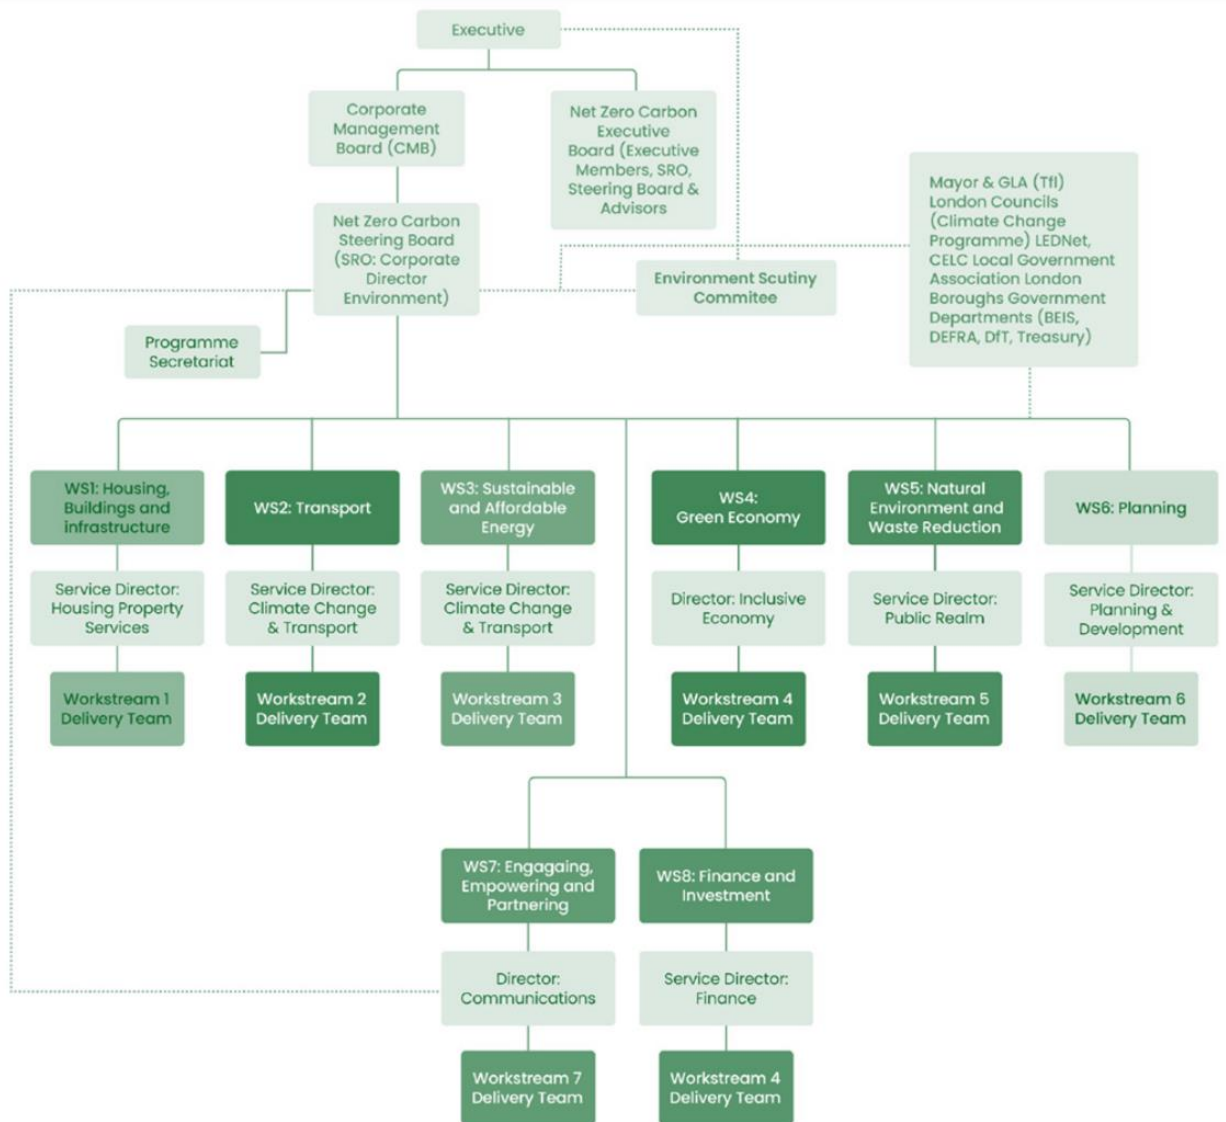 Executive
Corporate
Management
Board (CMB)
Net Zero Carbon
Executive
Board (Executive
Members, SRO,
Steering Board &
Advisors
Mayor & GLA (TfI)
London Councils
(Climate Change
Programme) LEDNet,
CELC Local Government
Association London
Boroughs Government
Departments (BEIS,
DEFRA, DfT, Treasury)
Net Zero Carbon
Steering Board
(SRO: Corporate
Director
Environment)
Environment Scutiny
Commitee
Programme
Secretariat
WS1: Housing,
Buildings and
infrastructure
WS2: Transport
WS3: Sustainable
and Affordable
Energy
WS4:
Green Economy
WS5: Natural
Environment and
Waste Reduction
WS6: Planning
Service Director:
Housing Property
Services
Service Director:
Climate Change
& Transport
Service Director:
Climate Change
& Transport
Director: Inclusive
Economy
Service Director:
Public Realm
Service Director:
Planning &
Development
Workstream 1
Delivery Team
Workstream 2
Delivery Team
Workstream 3
Delivery Team
Workstream 4
Delivery Team
Workstream 5
Delivery Team
Workstream 6
Delivery Team
WS7: Engagaing,
Empowering and
Partnering
WS8: Finance and
Investment
Director:
Communications
Service Director:
Finance
Workstream 7
Delivery Team
Workstream 4
Delivery Team